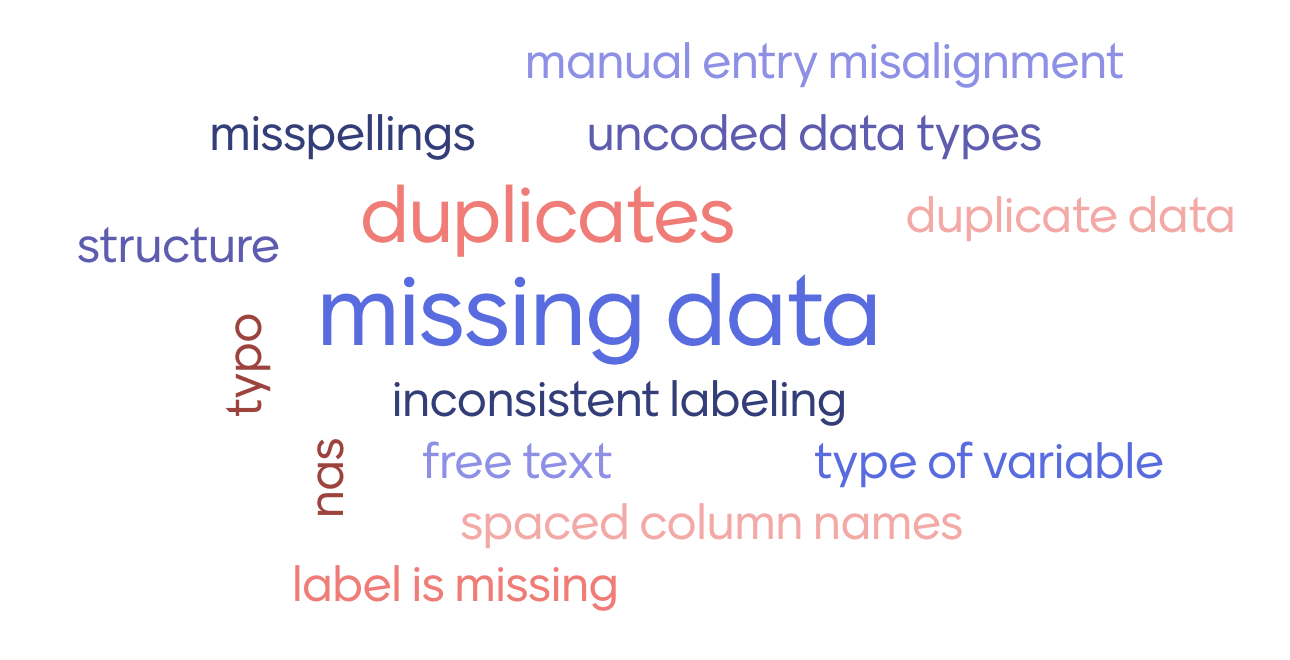 manual entry misalignment
misspellings
uncoded data types
duplicates
duplicate data
structure
missing data
typo
inconsistent labeling
nas
free text
type of variable
spaced column names
label is missing